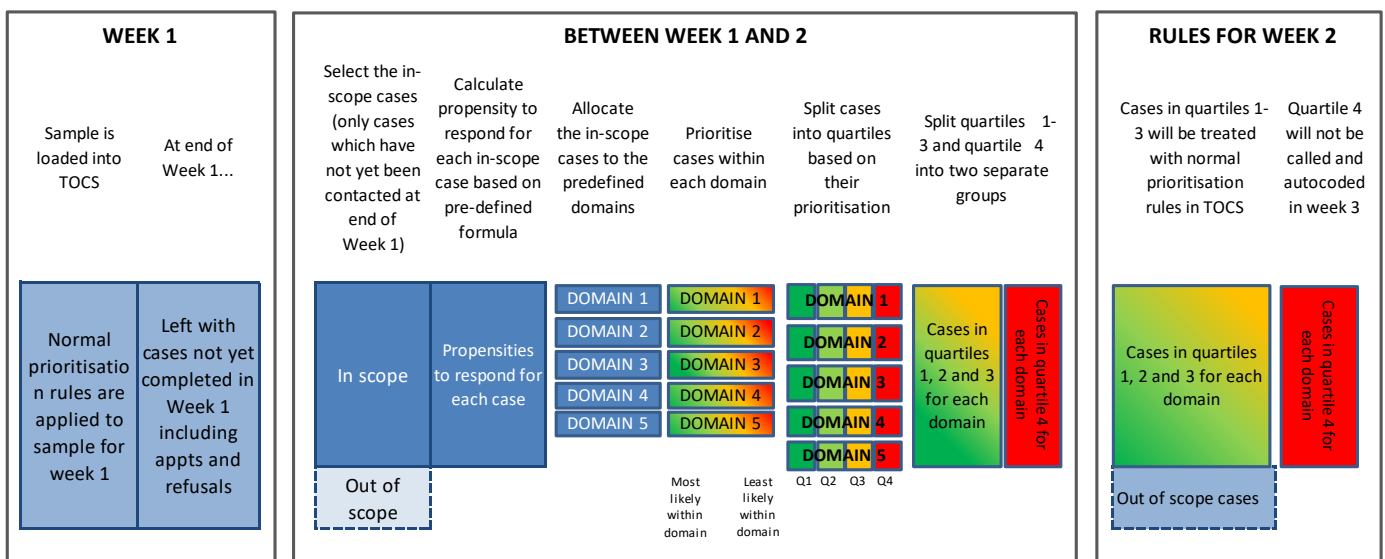 WEEK 1
Sample is
loaded into
TOCS
At end of
Week 1...
Normal
prioritisatio
n rules are
applied to
sample for
week 1
Left with
cases not yet
completed in
Week 1
including
appts and
refusals
BETWEEN WEEK 1 AND 2
Select the in-
scope cases
(only cases
which have
not yet been
contacted at
end of
Week 1)
Calculate
propensity to
respond for
each in-scope
case based on
pre-defined
formula
Allocate
the in-scope
cases to the
predefined
domains
Prioritise
cases within
each domain
Split cases
into quartiles
based on
their
prioritisation
Split quartiles 1-
3 and quartile 4
into two separate
groups
In scope
Out of
scope
Propensities
to respond for
each case
DOMAIN 1
DOMAIN 2
DOMAIN 3
DOMAIN 4
DOMAIN 5
DOMAIN 1
DOMAIN 2
DOMAIN 3
DOMAIN 4
DOMAIN 5
Most
likely
within
domain
Least
likely
within
domain
DOMAIN 1
DOMAIN 2
DOMAIN 3
DOMAIN 4
DOMAIN 5
Q1 Q2 Q3 Q4
Cases in
quartiles
1, 2 and 3
for each
domain
Cases in quartile 4 for
each domain
RULES FOR WEEK 2
Cases in quartiles 1-
3 will be treated
with normal
prioritisation
rules in TOCS
Quartile 4
will not be
called and
autocoded
in week 3
Cases in quartiles
1, 2 and 3 for each
domain
Out of scope cases
Cases in quartile 4 for
each domain